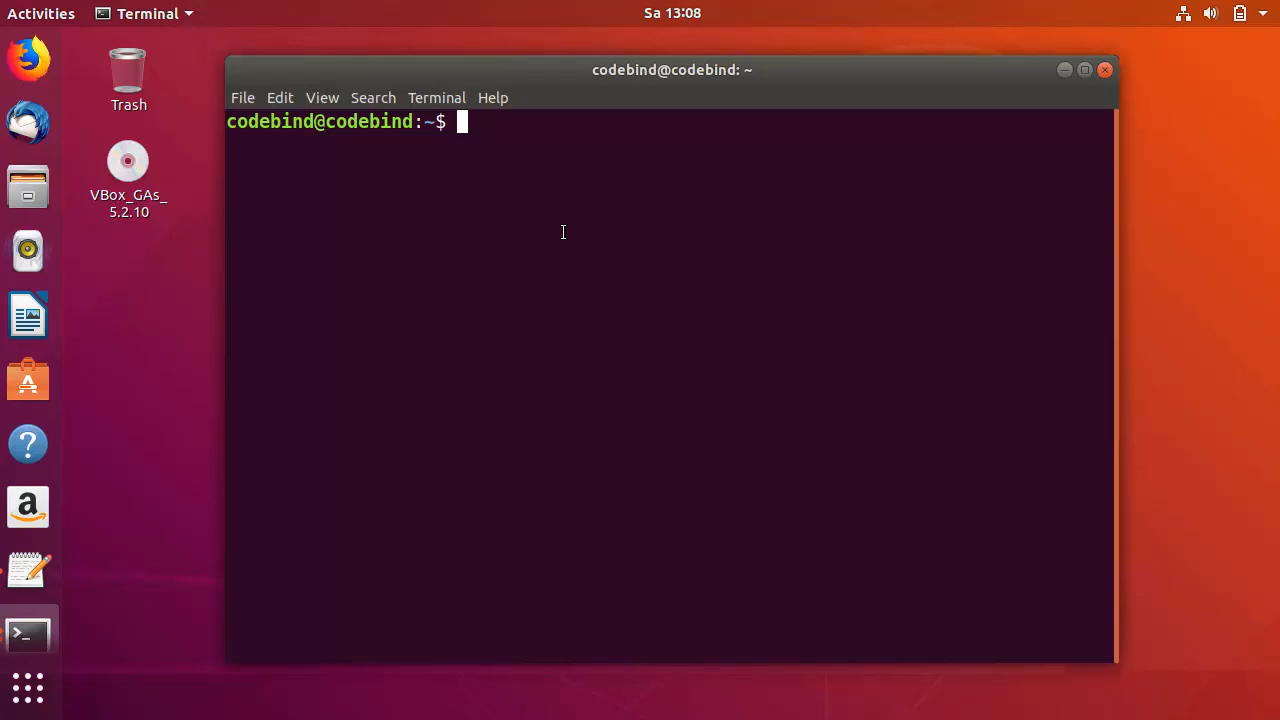 Activities
Terminal
Sa 13:08
Trash
VBox_GAs_
5.2.10
codebind@codebind: ~
File Edit View Search Terminal Help
codebind@codebind:~$